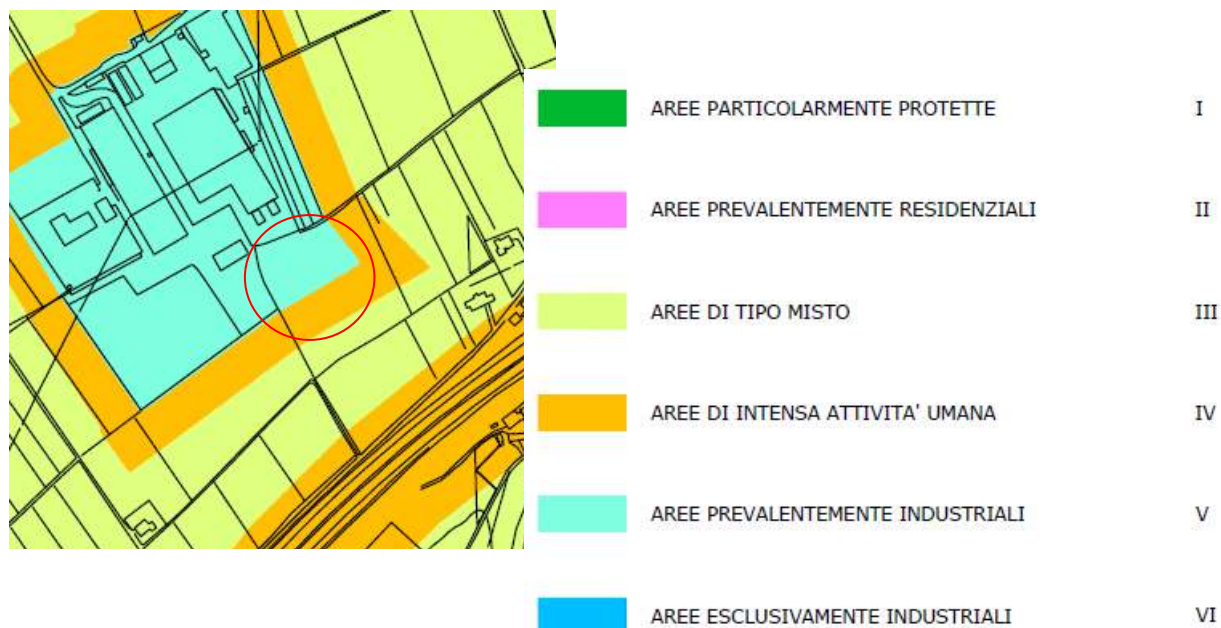 AREE PARTICOLARMENTE PROTETTE I
AREE PREVALENTEMENTE RESIDENZIALI II
AREE DI TIPO MISTO III
AREE DI INTENSA ATTIVITA' UMANA IV
AREE PREVALENTEMENTE INDUSTRIALI V
AREE ESCLUSIVAMENTE INDUSTRIALI VI